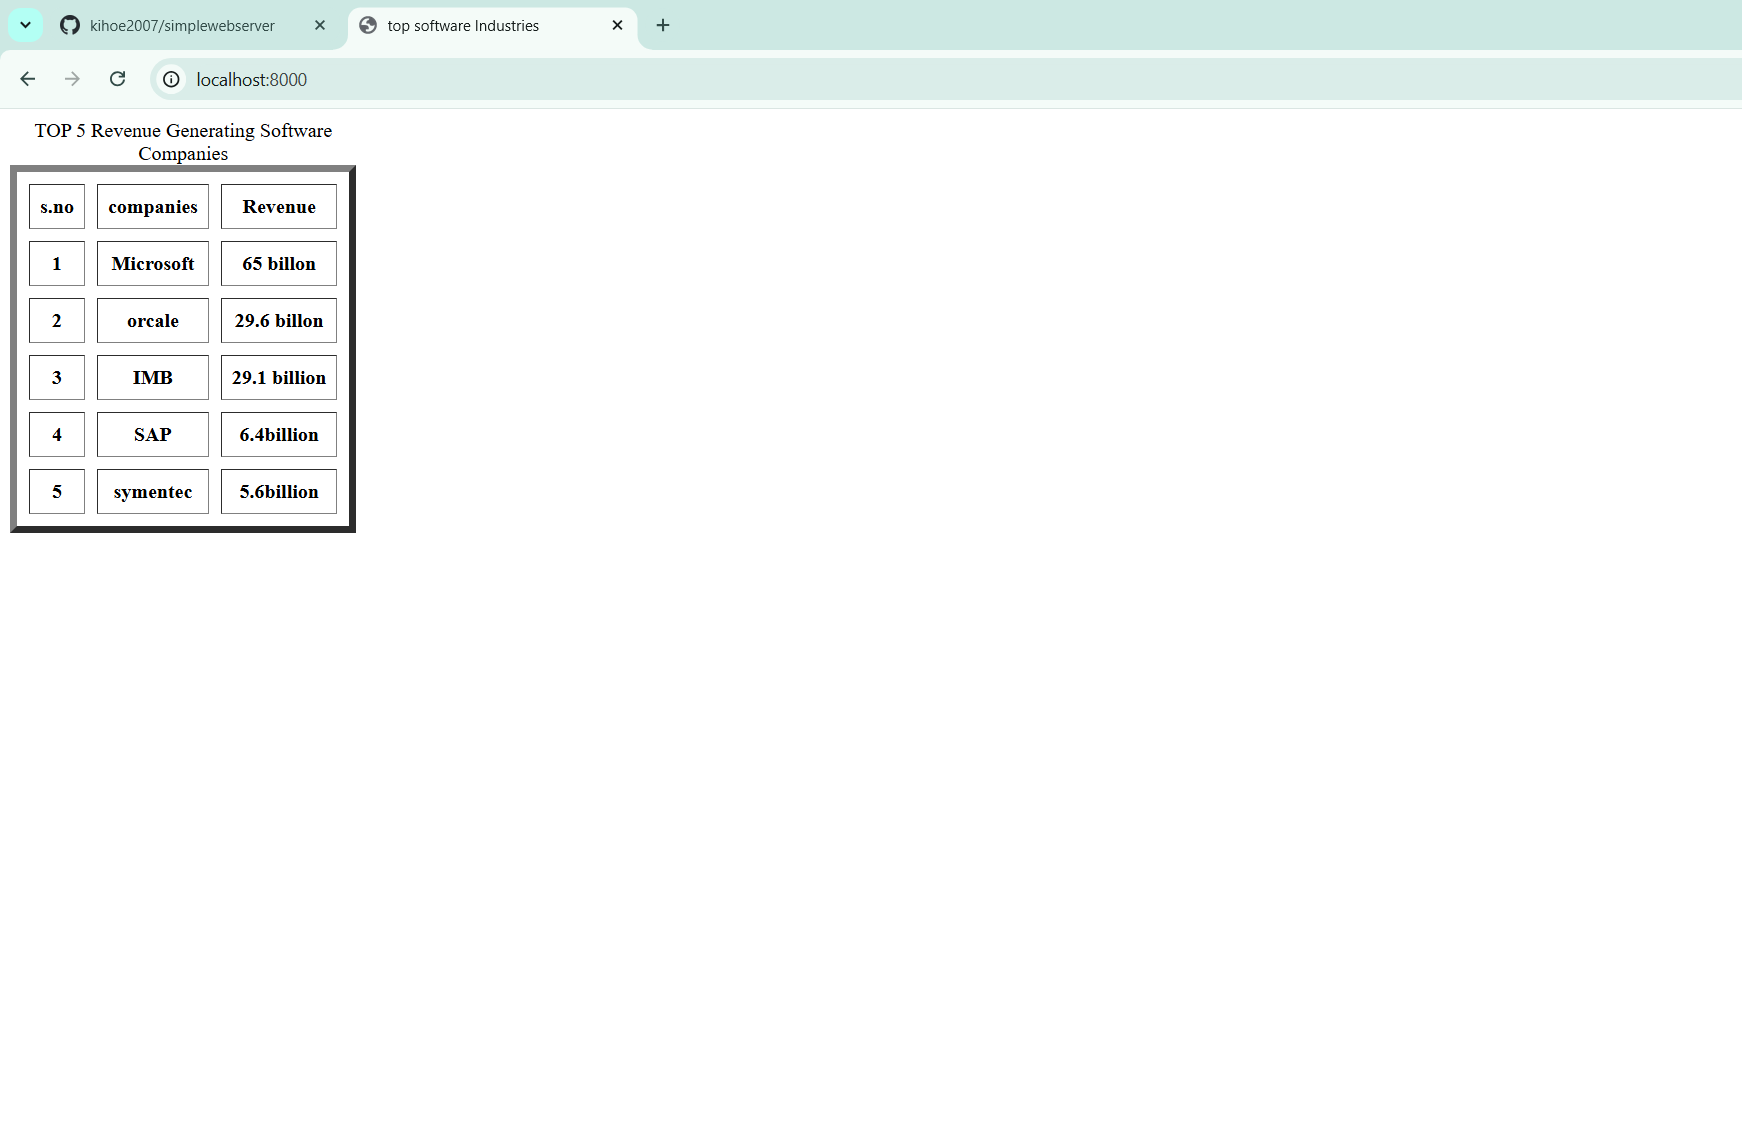 kihoe2007/simplewebserver
top software Industries
localhost:8000
TOP 5 Revenue Generating Software
Companies
s.no companies Revenue
1 Microsoft 65 billon
2 orcale 29.6 billon
3 IMB 29.1 billion
4 SAP 6.4billion
5 symentec 5.6billion